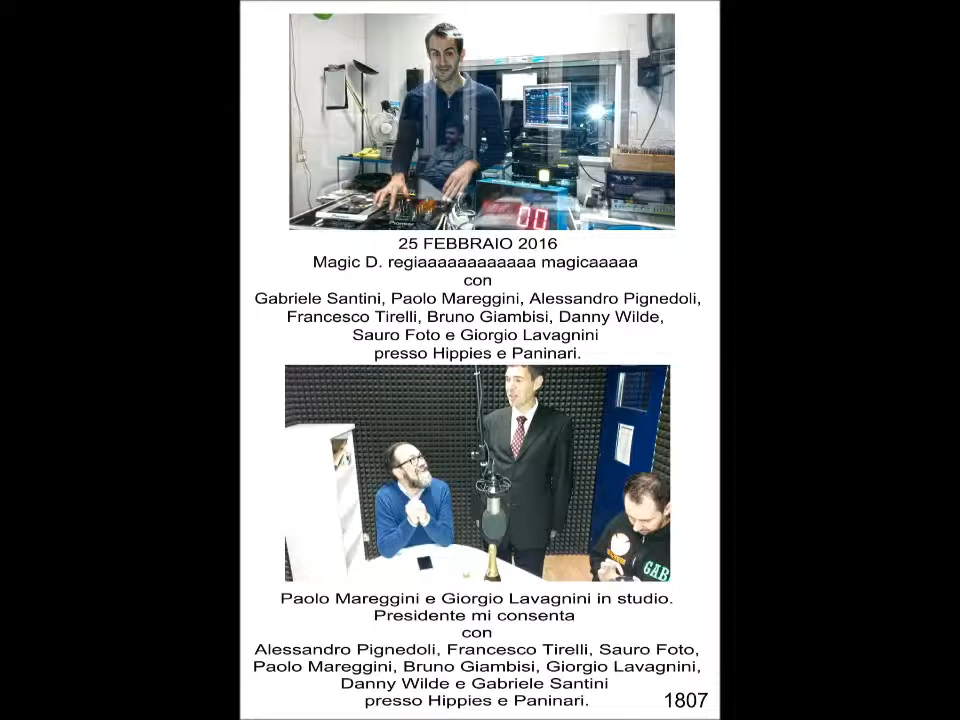 00
25 FEBBRAIO 2016
Magic D. regiaaaaaaaaaaaa magicaaaaa
con
Gabriele Santini, Paolo Mareggini, Alessandro Pignedoli,
Francesco Tirelli, Bruno Giambisi, Danny Wilde,
Sauro Foto e Giorgio Lavagnini
presso Hippies e Paninari.
GAB
Paolo Mareggini e Giorgio Lavagnini in studio.
Presidente mi consenta
con
Alessandro Pignedoli, Francesco Tirelli, Sauro Foto,
Paolo Mareggini, Bruno Giambisi, Giorgio Lavagnini,
Danny Wilde e Gabriele Santini
presso Hippies e Paninari.
1807